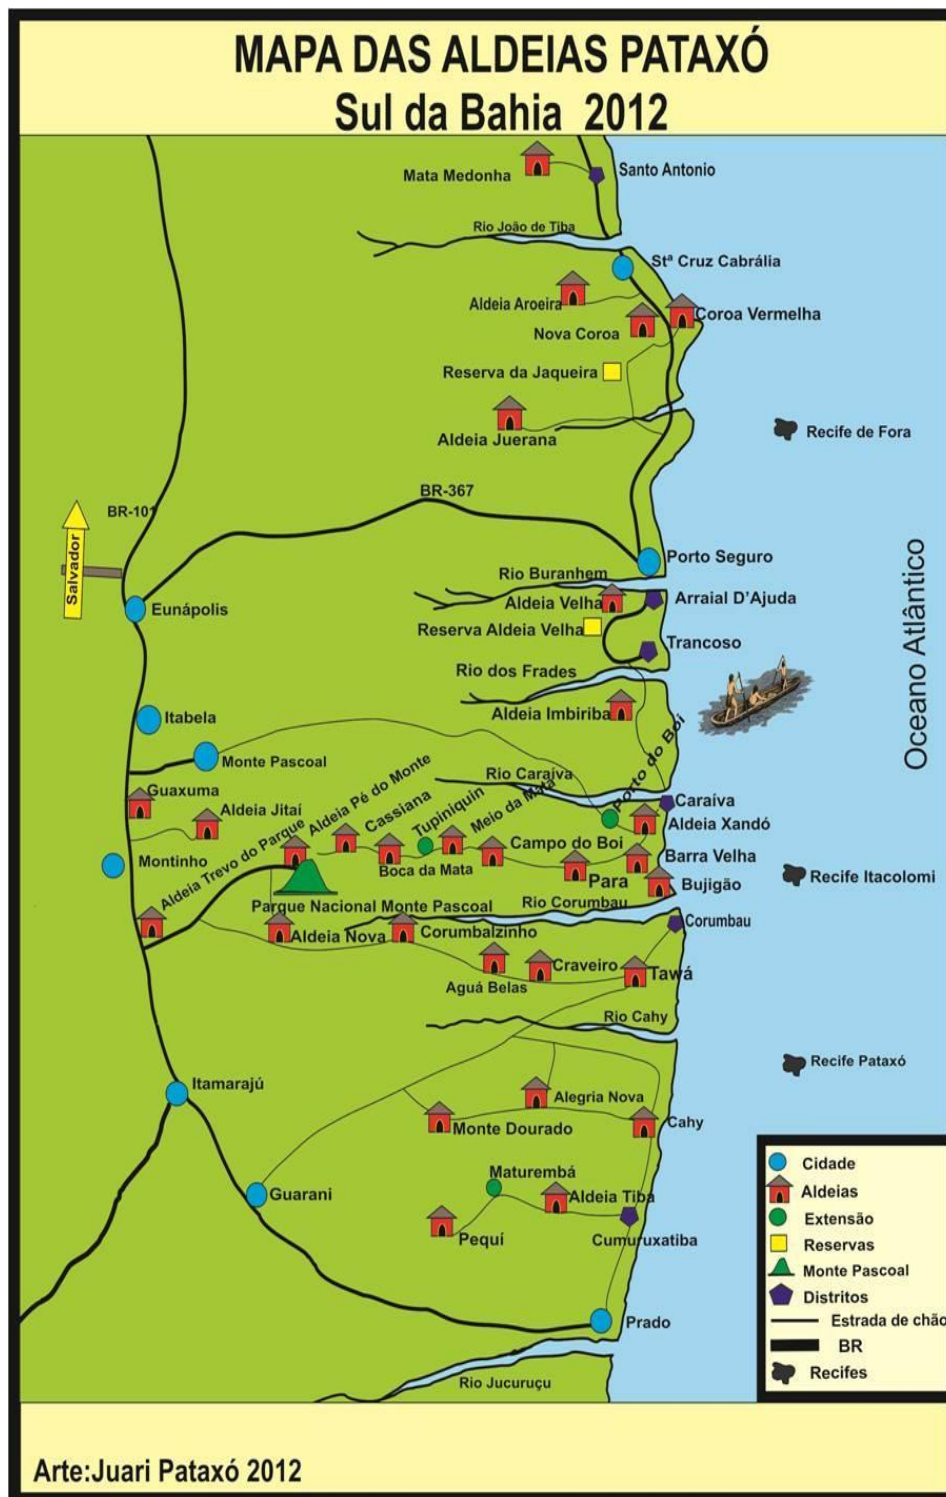 MAPA DAS ALDEIAS PATAXÓ
Sul da Bahia 2012
Mata Medonha
Santo Antonio
Rio João de Tiba
Stª Cruz Cabrália
Aldeia Aroeira
Coroa Vermelha
Nova Coroa
Reserva da Jaqueira
Aldeia Juerana
Recife de Fora
BR-367
BR-101
Salvador
Porto Seguro
Rio Buranhem
Eunápolis
Aldeia Velha
Arraial D'Ajuda
Reserva Aldeia Velha
Trancoso
Oceano Atlântico
Rio dos Frades
Itabela
Aldeia Imbiriba
Monte Pascoal
Porto do Boi
Rio Caraíva
Guaxuma
Aldeia Jitaí
Aldeia Pé do Monte
Cassiana
Tupiniquin
Meio da Mata
Caraíva
Aldeia Xandó
Montinho
Aldeia Trevo do Parque
Boca da Mata
Campo do Boi
Para
Barra Velha
Bujigão
Recife Itacolomi
Parque Nacional Monte Pascoal
Rio Corumbau
Aldeia Nova
Corumbalzinho
Corumbau
Aguá Belas
Craveiro
Tawá
Rio Cahy
Recife Pataxó
Itamarajú
Alegria Nova
Monte Dourado
Cahy
Guarani
Maturembá
Aldeia Tiba
Pequí
Cumuruxatiba
Prado
Rio Jucuruçu
Cidade
Aldeias
Extensão
Reservas
Monte Pascoal
Distritos
Estrada de chão
BR
Recifes
Arte:Juari Pataxó 2012